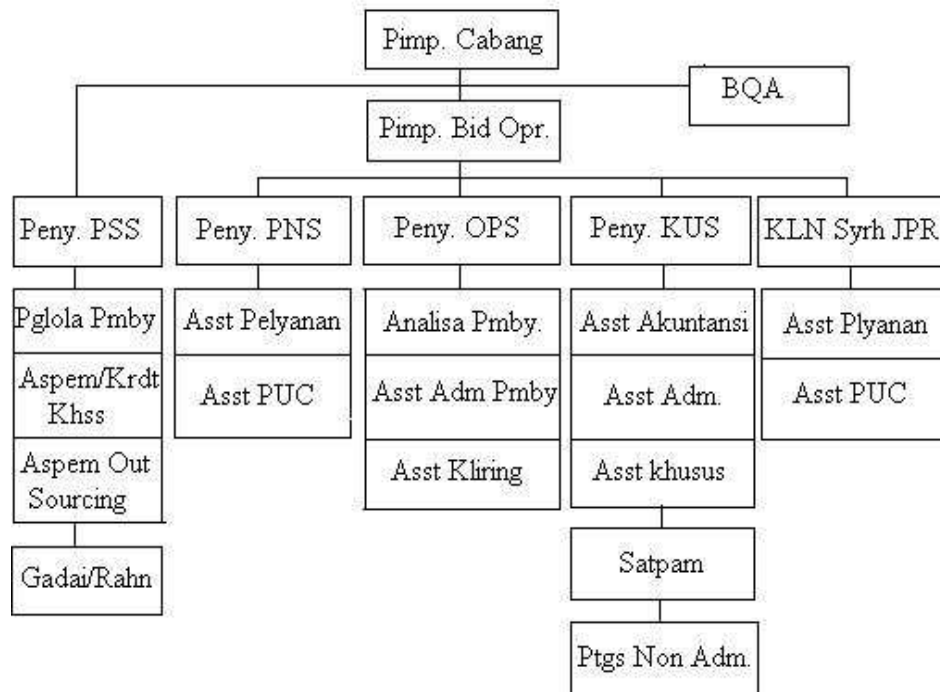 Pimp. Cabang
BQA
Pimp. Bid Opr.
Peny. PSS
Peny. PNS
Peny. OPS
Peny. KUS
KLN Syrh JPR
Pglola Pmby
Asst Pelyanan
Analisa Pmby.
Asst Akuntansi
Asst Plyanan
Aspem/Krdt
Khss
Asst PUC
Asst Adm Pmby
Asst Adm.
Asst PUC
Aspem Out
Sourcing
Asst Kliring
Asst khusus
Gadai/Rahn
Satpam
Ptgs Non Adm.